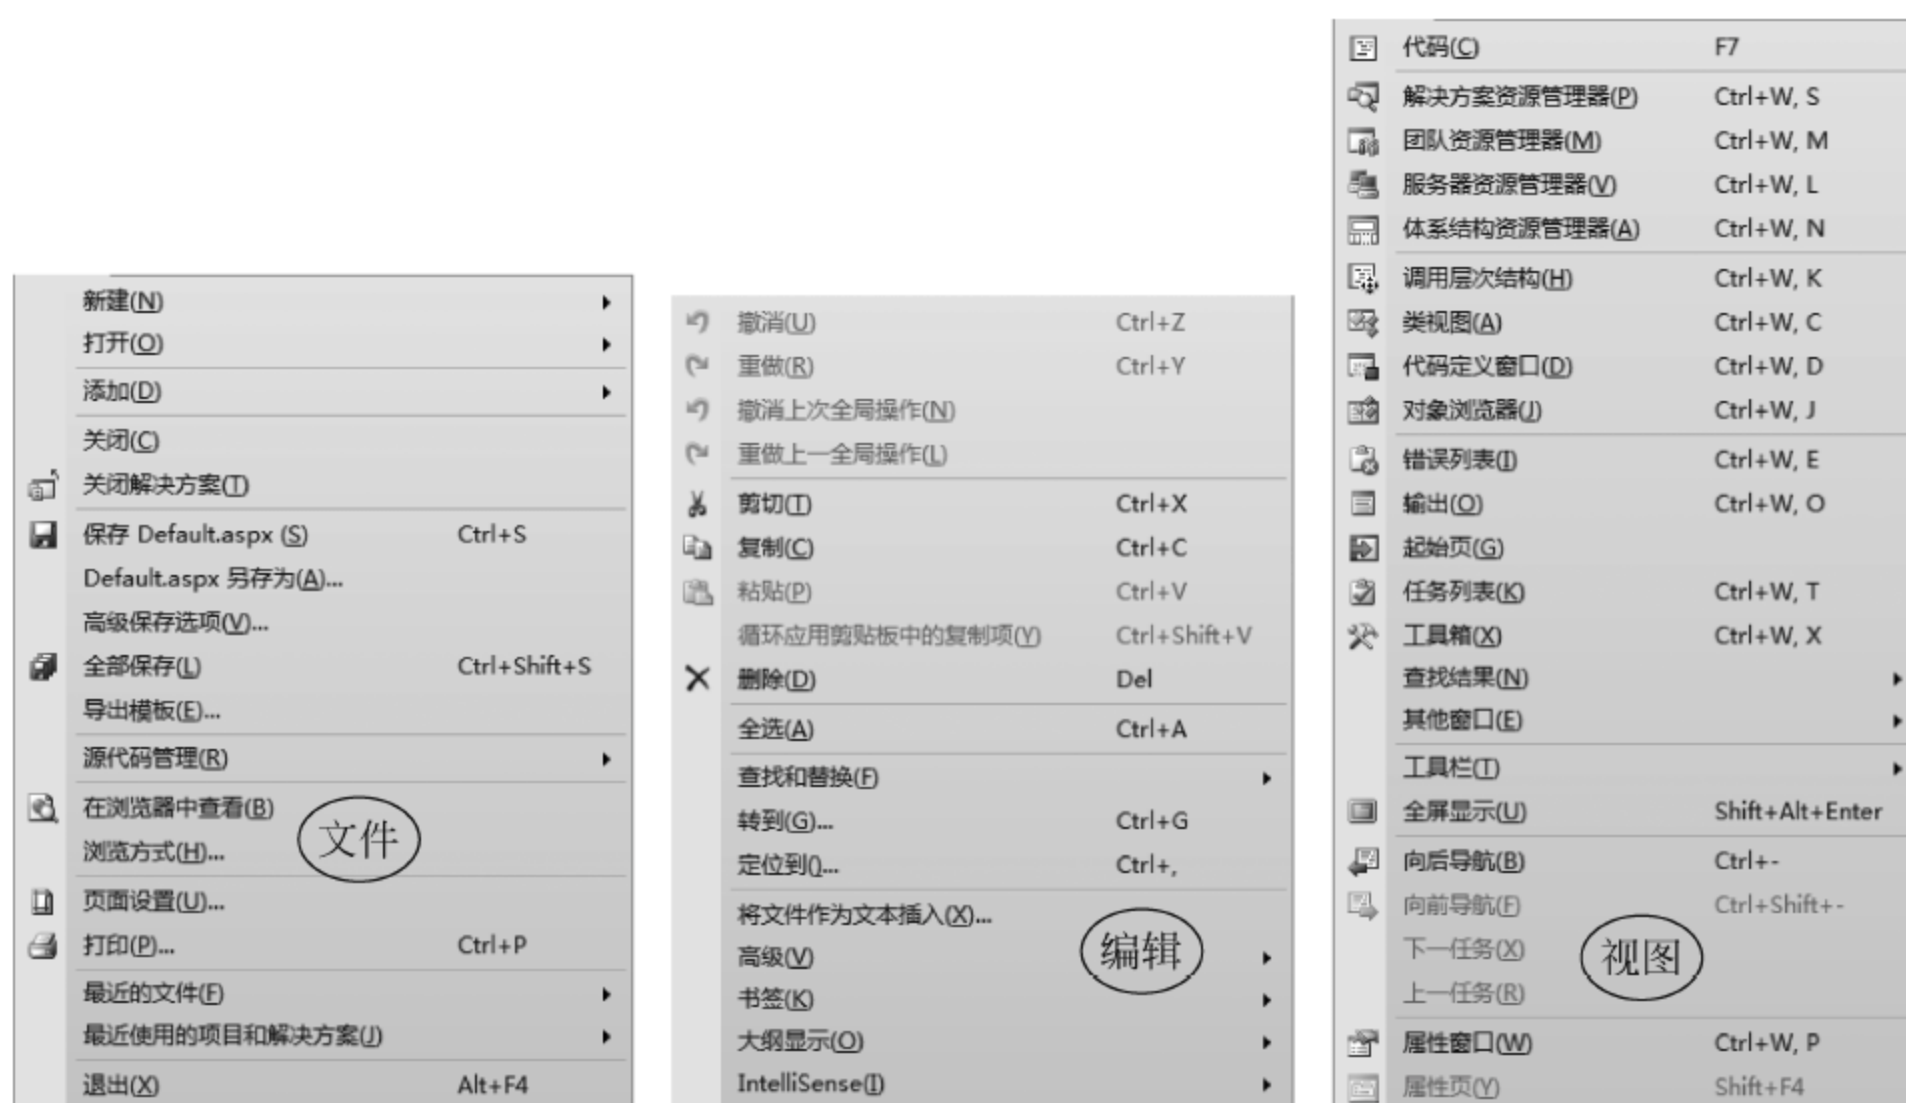 新建(N)
打开(O)
添加(D)
关闭(C)
关闭解决方案(T)
保存 Default.aspx (S) Ctrl+S
Default.aspx 另存为(A)...
高级保存选项(V)...
全部保存(L) Ctrl+Shift+S
导出模板(E)...
源代码管理(R)
在浏览器中查看(B)
浏览方式(H)...
文件
页面设置(U)...
打印(P)... Ctrl+P
最近的文件(F)
最近使用的项目和解决方案(J)
退出(X) Alt+F4
撤消(U) Ctrl+Z
重做(R) Ctrl+Y
撤消上次全局操作(N)
重做上一全局操作(L)
剪切(T) Ctrl+X
复制(C) Ctrl+C
粘贴(P) Ctrl+V
循环应用剪贴板中的复制项(Y) Ctrl+Shift+V
删除(D) Del
全选(A) Ctrl+A
查找和替换(F)
转到(G)... Ctrl+G
定位到()... Ctrl+,
将文件作为文本插入(X)...
编辑
高级(V)
书签(K)
大纲显示(O)
IntelliSense(I)
代码(C) F7
解决方案资源管理器(P) Ctrl+W, S
团队资源管理器(M) Ctrl+W, M
服务器资源管理器(V) Ctrl+W, L
体系结构资源管理器(A) Ctrl+W, N
调用层次结构(H) Ctrl+W, K
类视图(A) Ctrl+W, C
代码定义窗口(D) Ctrl+W, D
对象浏览器(J) Ctrl+W, J
错误列表(I) Ctrl+W, E
输出(O) Ctrl+W, O
起始页(G)
任务列表(K) Ctrl+W, T
工具箱(X) Ctrl+W, X
查找结果(N)
其他窗口(E)
工具栏(T)
全屏显示(U) Shift+Alt+Enter
向后导航(B) Ctrl+-
向前导航(F) Ctrl+Shift+-
下一任务(X)
视图
上一任务(R)
属性窗口(W) Ctrl+W, P
属性页(Y) Shift+F4